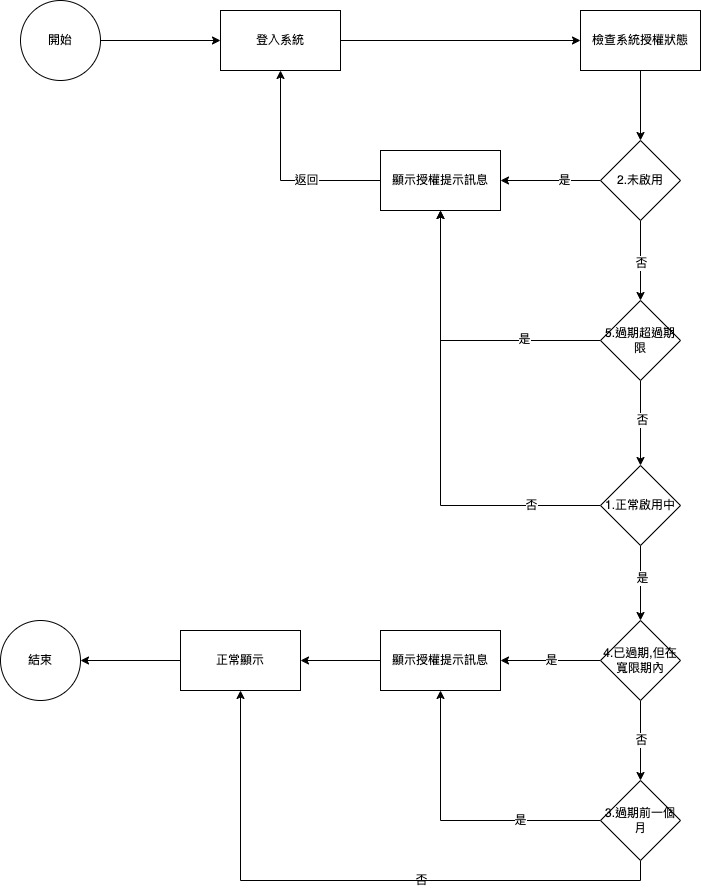 開始
登入系統
檢查系統授權狀態
返回
顯示授權提示訊息
是
2.未啟用
否
是
5.過期超過期
限
否
否
1.正常啟用中
是
結束
正常顯示
顯示授權提示訊息
是
4.已過期,但在
寬限期內
否
是
3.過期前一個
月
否